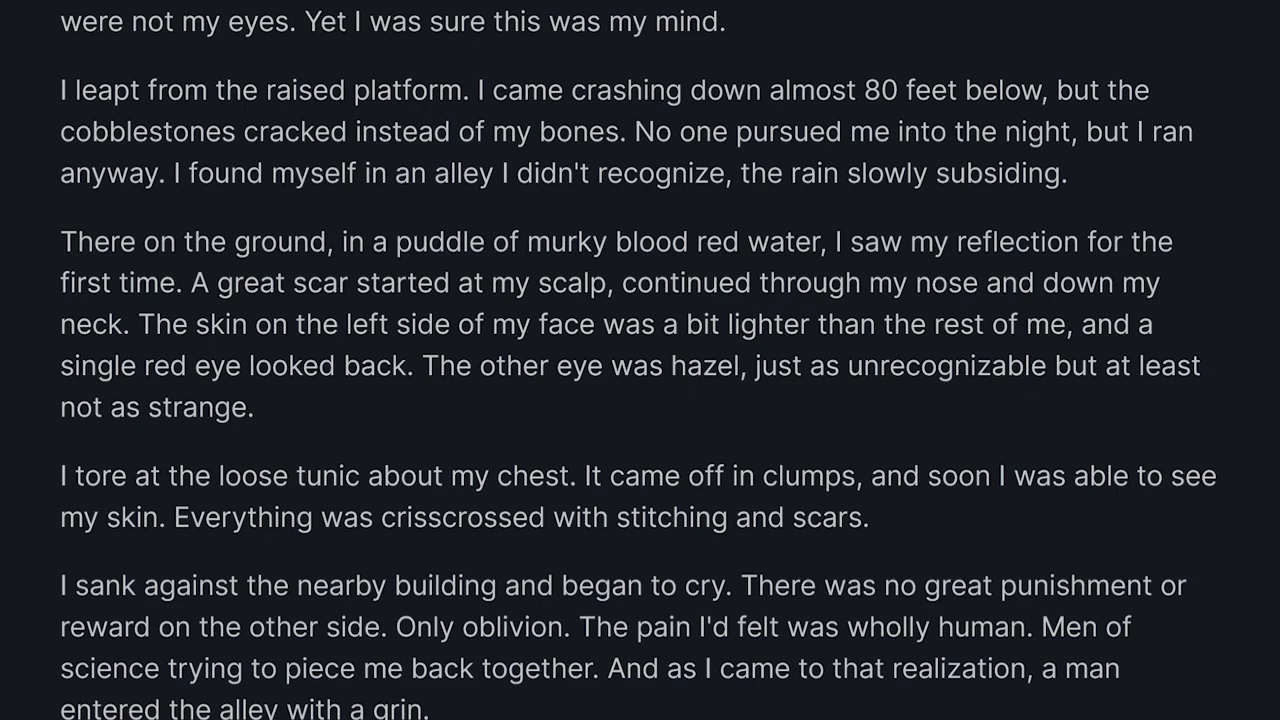 were not my eyes. Yet I was sure this was my mind.
I leapt from the raised platform. I came crashing down almost 80 feet below, but the
cobblestones cracked instead of my bones. No one pursued me into the night, but I ran
anyway. I found myself in an alley I didn't recognize, the rain slowly subsiding.
There on the ground, in a puddle of murky blood red water, I saw my reflection for the
first time. A great scar started at my scalp, continued through my nose and down my
neck. The skin on the left side of my face was a bit lighter than the rest of me, and a
single red eye looked back. The other eye was hazel, just as unrecognizable but at least
not as strange.
I tore at the loose tunic about my chest. It came off in clumps, and soon I was able to see
my skin. Everything was crisscrossed with stitching and scars.
I sank against the nearby building and began to cry. There was no great punishment or
reward on the other side. Only oblivion. The pain I'd felt was wholly human. Men of
science trying to piece me back together. And as I came to that realization, a man
entered the alley with a grin.